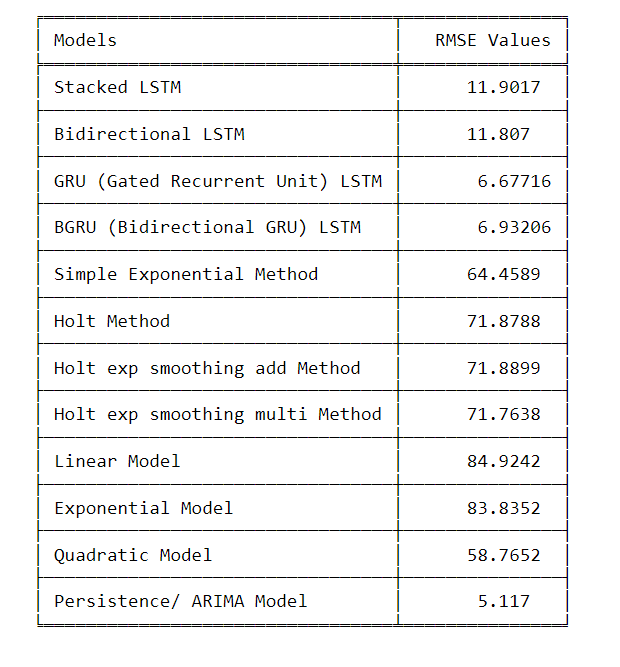 Models RMSE Values
Stacked LSTM 11.9017
Bidirectional LSTM 11.807
GRU (Gated Recurrent Unit) LSTM 6.67716
BGRU (Bidirectional GRU) LSTM 6.93206
Simple Exponential Method 64.4589
Holt Method 71.8788
Holt exp smoothing add Method 71.8899
Holt exp smoothing multi Method 71.7638
Linear Model 84.9242
Exponential Model 83.8352
Quadratic Model 58.7652
Persistence/ ARIMA Model 5.117